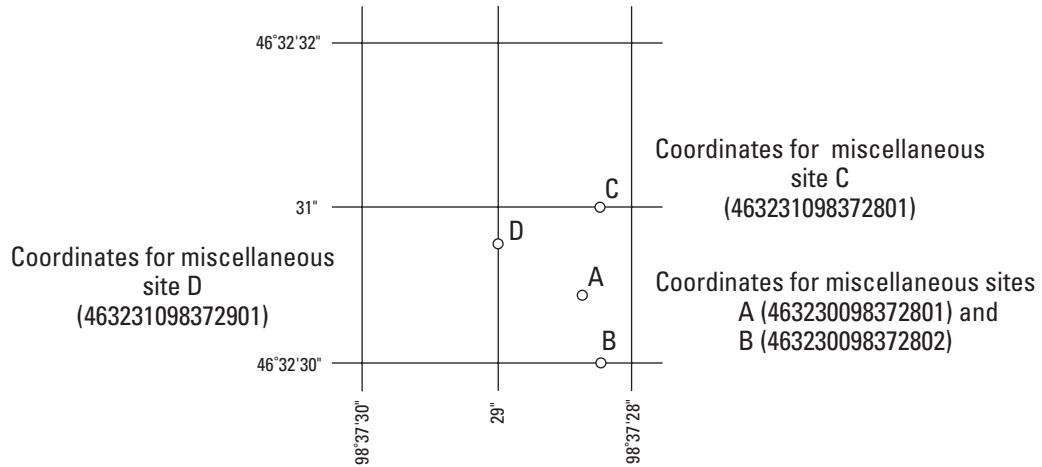 46°32'32"
Coordinates for miscellaneous
site C
(463231098372801)
C
31"
D
Coordinates for miscellaneous
site D
(463231098372901)
A
Coordinates for miscellaneous sites
A (463230098372801) and
B (463230098372802)
B
46°32'30"
98°37'30"
29"
98°37'28"